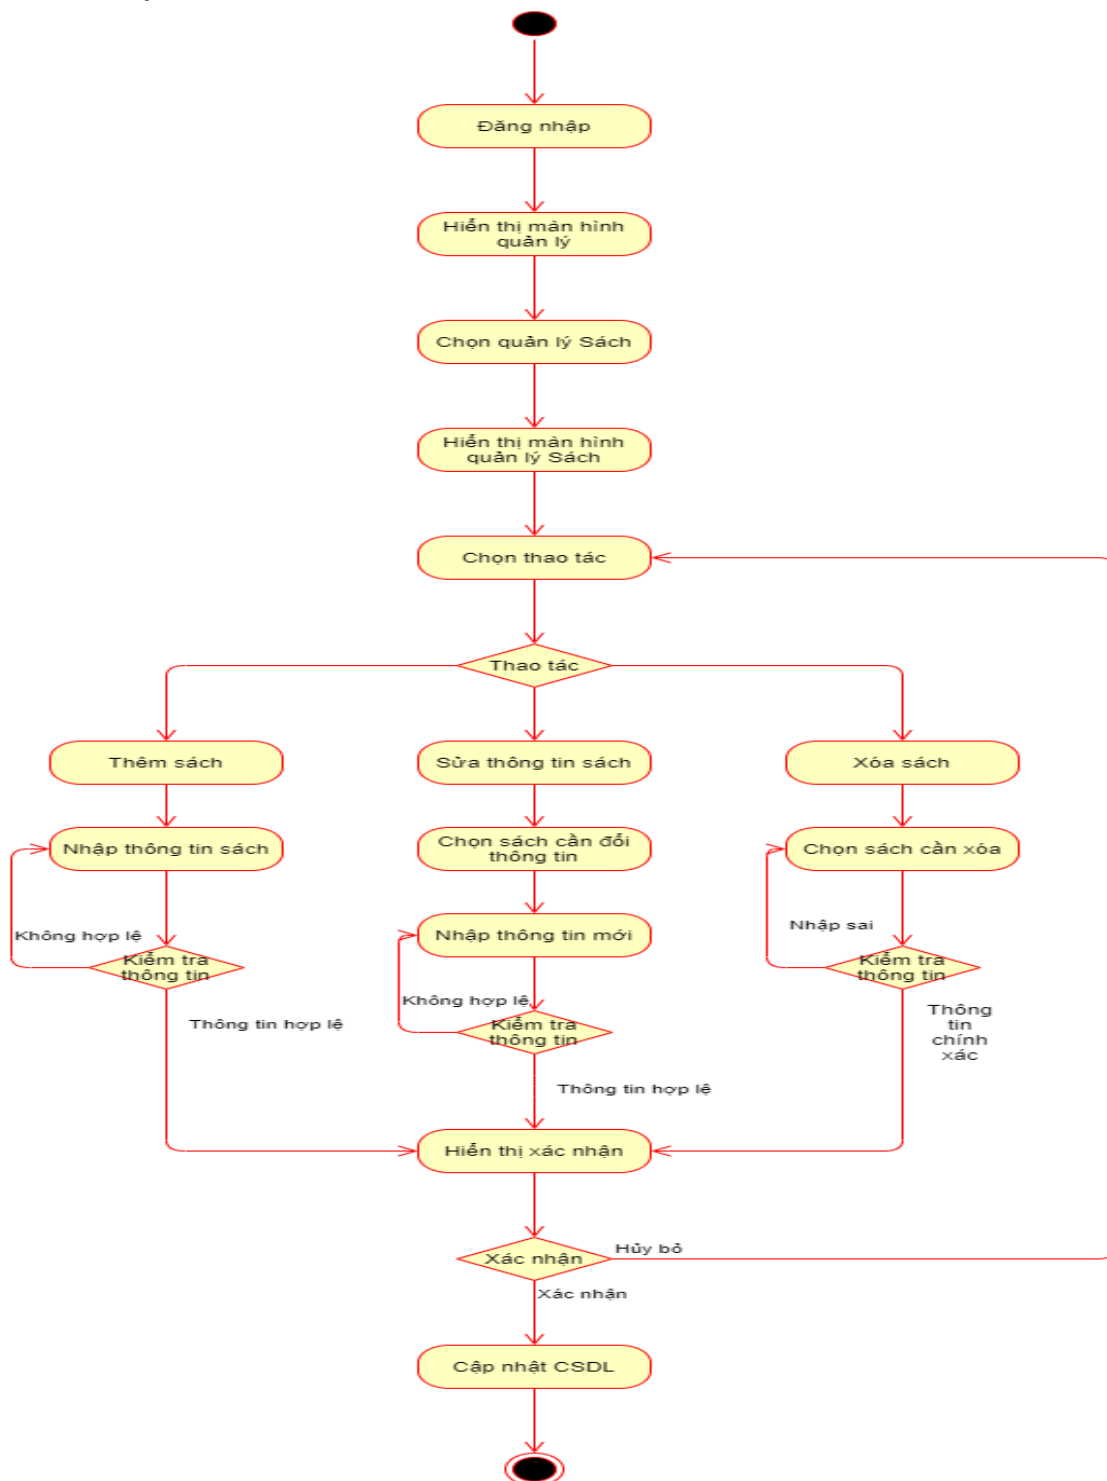 Đăng nhập
Hiển thị màn hình
quản lý
Chọn quản lý Sách
Hiển thị màn hình
quản lý Sách
Chọn thao tác
Thao tác
Thêm sách
Sửa thông tin sách
Xóa sách
Nhập thông tin sách
Chọn sách cần đổi
thông tin
Chọn sách cần xóa
Không hợp lệ
Nhập thông tin mới
Nhập sai
Kiểm tra
thông tin
Kiểm tra
thông tin
Không hợp lệ
Thông tin hợp lệ
Kiểm tra
thông tin
Thông
tin
chính
xác
Thông tin hợp lệ
Hiển thị xác nhận
Xác nhận
Hủy bỏ
Xác nhận
Cập nhật CSDL